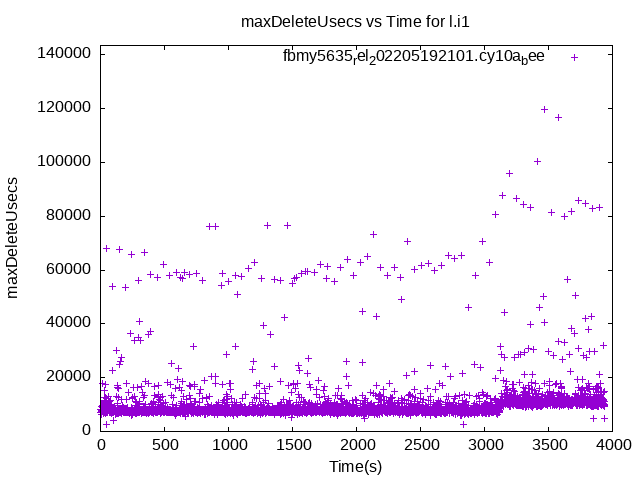 maxDeleteUsecs vs Time for l.i1
fbmy5635rel202205192101.cy10abee
140000
120000
100000
80000
60000
40000
20000
0
maxDeleteUsecs
0 500 1000 1500 2000 2500 3000 3500 4000
Time(s)